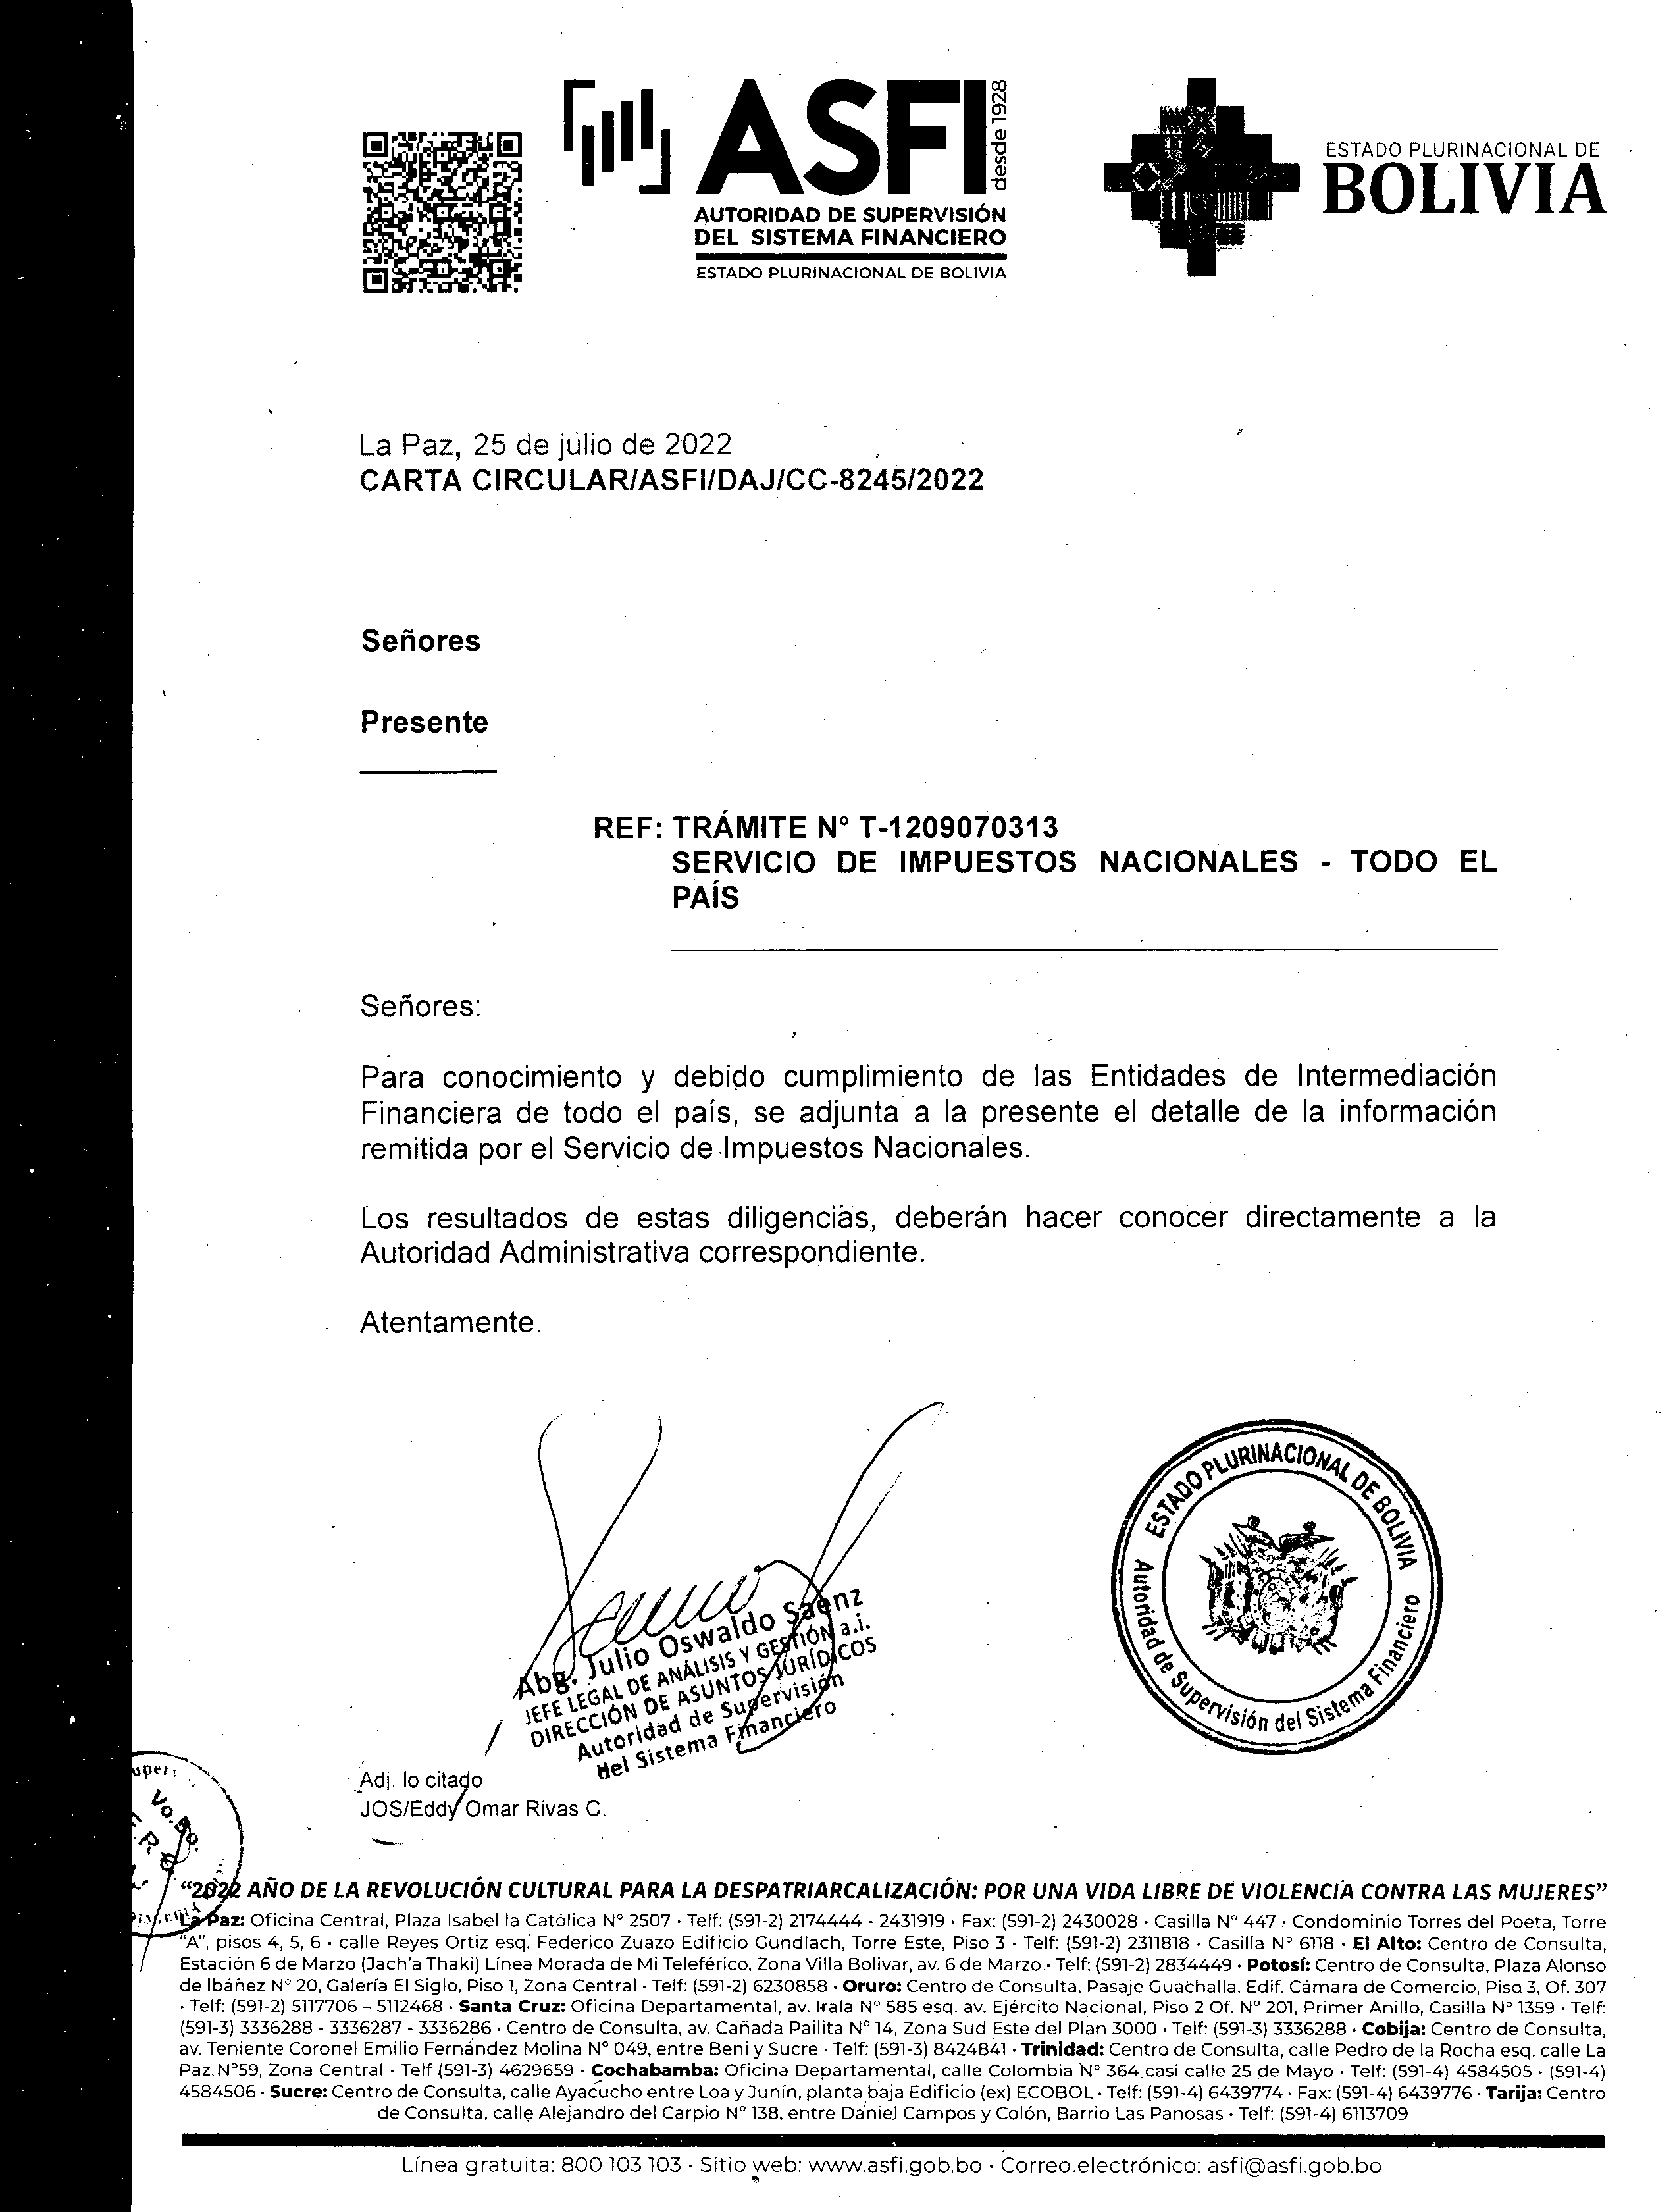 ASFI
desde 1928
AUTORIDAD DE SUPERVISIÓN
DEL SISTEMA FINANCIERO
ESTADO PLURINACIONAL DE BOLIVIA
ESTADO PLURINACIONAL DE
BOLIVIA
La Paz, 25 de julio de 2022
CARTA CIRCULAR/ASFI/DAJ/CC-8245/2022
Señores
Presente
REF: TRÁMITE N° T-1209070313
SERVICIO DE IMPUESTOS NACIONALES - TODO EL
PAÍS
Señores:
Para conocimiento y debido cumplimiento de las Entidades de Intermediación
Financiera de todo el país, se adjunta a la presente el detalle de la información
remitida por el Servicio de Impuestos Nacionales.
Los resultados de estas diligencias, deberán hacer conocer directamente a la
Autoridad Administrativa correspondiente.
Atentamente.
Abg. Julio Oswaldo Saenz
JEFE LEGAL DE ANÁLISIS Y GESTIÓN a.i.
DIRECCIÓN DE ASUNTOS JURÍDICOS
Autoridad de Supervisión
del Sistema Financiero
ESTADO PLURINACIONAL DE BOLIVIA
Autoridad de Supervisión del Sistema Financiero
Adj. lo citado
JOS/Eddy Omar Rivas C.
Vo.Bo.
“2022 AÑO DE LA REVOLUCIÓN CULTURAL PARA LA DESPATRIARCALIZACIÓN: POR UNA VIDA LIBRE DE VIOLENCIA CONTRA LAS MUJERES”
La Paz: Oficina Central, Plaza Isabel la Católica N° 2507 · Telf: (591-2) 2174444 - 2431919 · Fax: (591-2) 2430028 · Casilla N° 447 · Condominio Torres del Poeta, Torre
“A”, pisos 4, 5, 6 · calle Reyes Ortiz esq. Federico Zuazo Edificio Gundlach, Torre Este, Piso 3 · Telf: (591-2) 2311818 · Casilla N° 6118 · El Alto: Centro de Consulta,
Estación 6 de Marzo (Jach’a Thaki) Línea Morada de Mi Teleférico, Zona Villa Bolivar, av. 6 de Marzo · Telf: (591-2) 2834449 · Potosí: Centro de Consulta, Plaza Alonso
de Ibáñez N° 20, Galería El Siglo, Piso 1, Zona Central · Telf: (591-2) 6230858 · Oruro: Centro de Consulta, Pasaje Guachalla, Edif. Cámara de Comercio, Piso 3, Of. 307
· Telf: (591-2) 5117706 – 5112468 · Santa Cruz: Oficina Departamental, av. Irala N° 585 esq. av. Ejército Nacional, Piso 2 Of. N° 201, Primer Anillo, Casilla N° 1359 · Telf:
(591-3) 3336288 - 3336287 - 3336286 · Centro de Consulta, av. Cañada Pailita N° 14, Zona Sud Este del Plan 3000 · Telf: (591-3) 3336288 · Cobija: Centro de Consulta,
av. Teniente Coronel Emilio Fernández Molina N° 049, entre Beni y Sucre · Telf: (591-3) 8424841 · Trinidad: Centro de Consulta, calle Pedro de la Rocha esq. calle La
Paz N°59, Zona Central · Telf (591-3) 4629659 · Cochabamba: Oficina Departamental, calle Colombia N° 364 casi calle 25 de Mayo · Telf: (591-4) 4584505 · (591-4)
4584506 · Sucre: Centro de Consulta, calle Ayacucho entre Loa y Junín, planta baja Edificio (ex) ECOBOL · Telf: (591-4) 6439774 · Fax: (591-4) 6439776 · Tarija: Centro
de Consulta, calle Alejandro del Carpio N° 138, entre Daniel Campos y Colón, Barrio Las Panosas · Telf: (591-4) 6113709
Línea gratuita: 800 103 103 · Sitio web: www.asfi.gob.bo · Correo electrónico: asfi@asfi.gob.bo